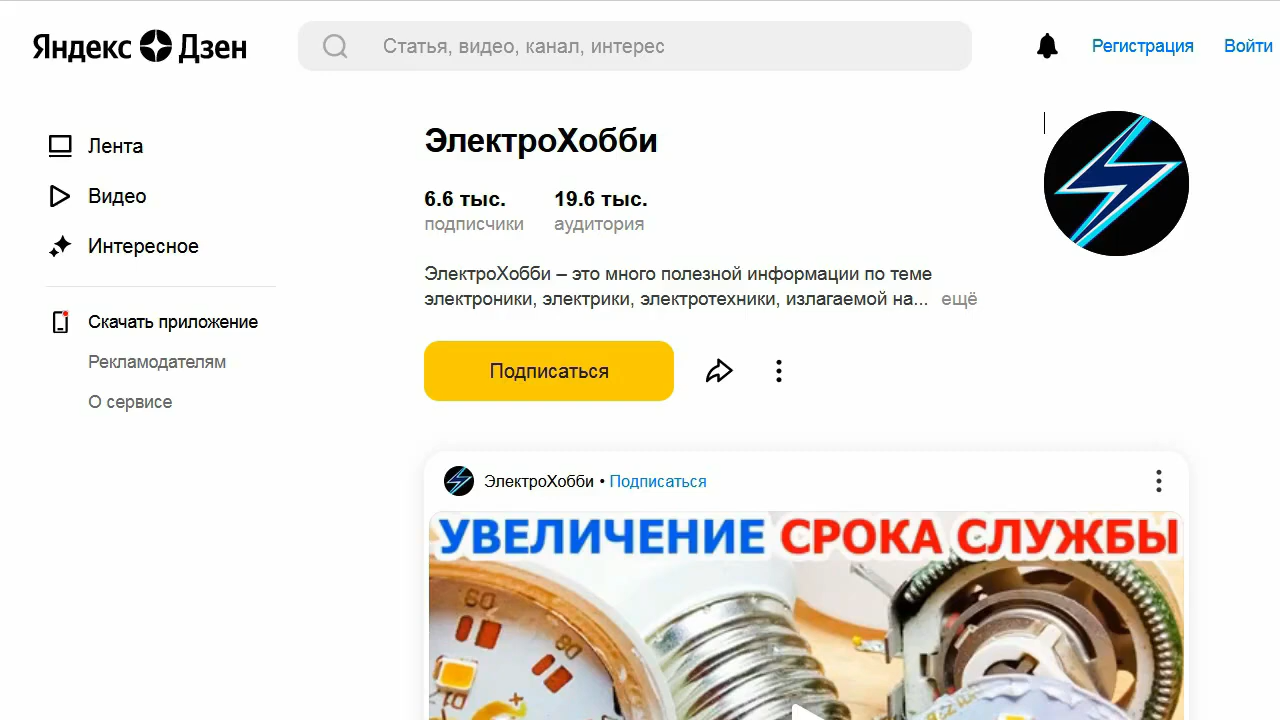 Яндекс Дзен
Статья, видео, канал, интерес
Регистрация
Войти
Лента
Видео
Интересное
Скачать приложение
Рекламодателям
О сервисе
ЭлектроХобби
6.6 тыс. 19.6 тыс.
подписчики аудитория
ЭлектроХобби – это много полезной информации по теме
электроники, электрики, электротехники, излагаемой на... ещё
Подписаться
ЭлектроХобби • Подписаться
УВЕЛИЧЕНИЕ СРОКА СЛУЖБЫ
D9
D8